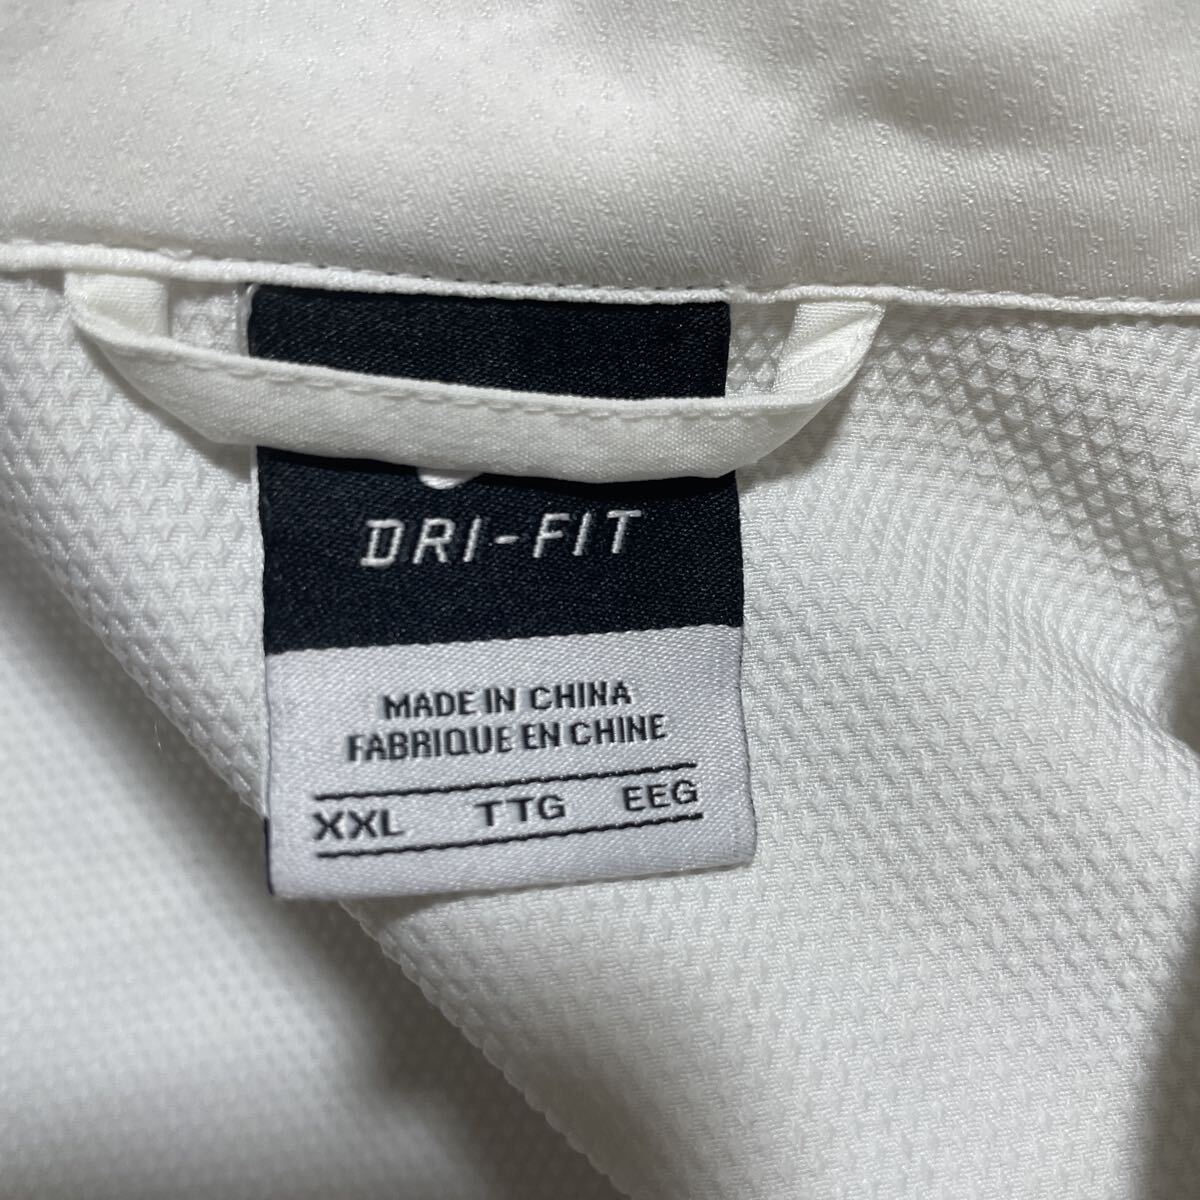 DRI-FIT
MADE IN CHINA
FABRIQUE EN CHINE
XXL TTG EEG